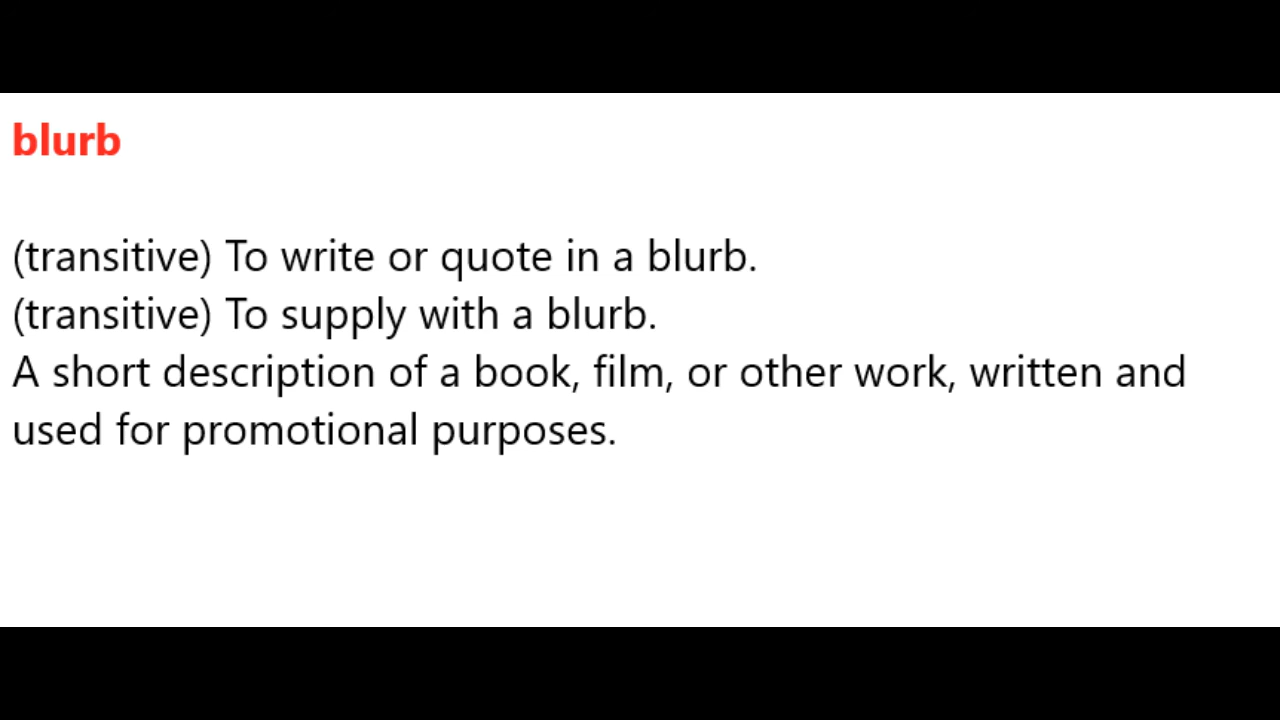 blurb
(transitive) To write or quote in a blurb.
(transitive) To supply with a blurb.
A short description of a book, film, or other work, written and
used for promotional purposes.